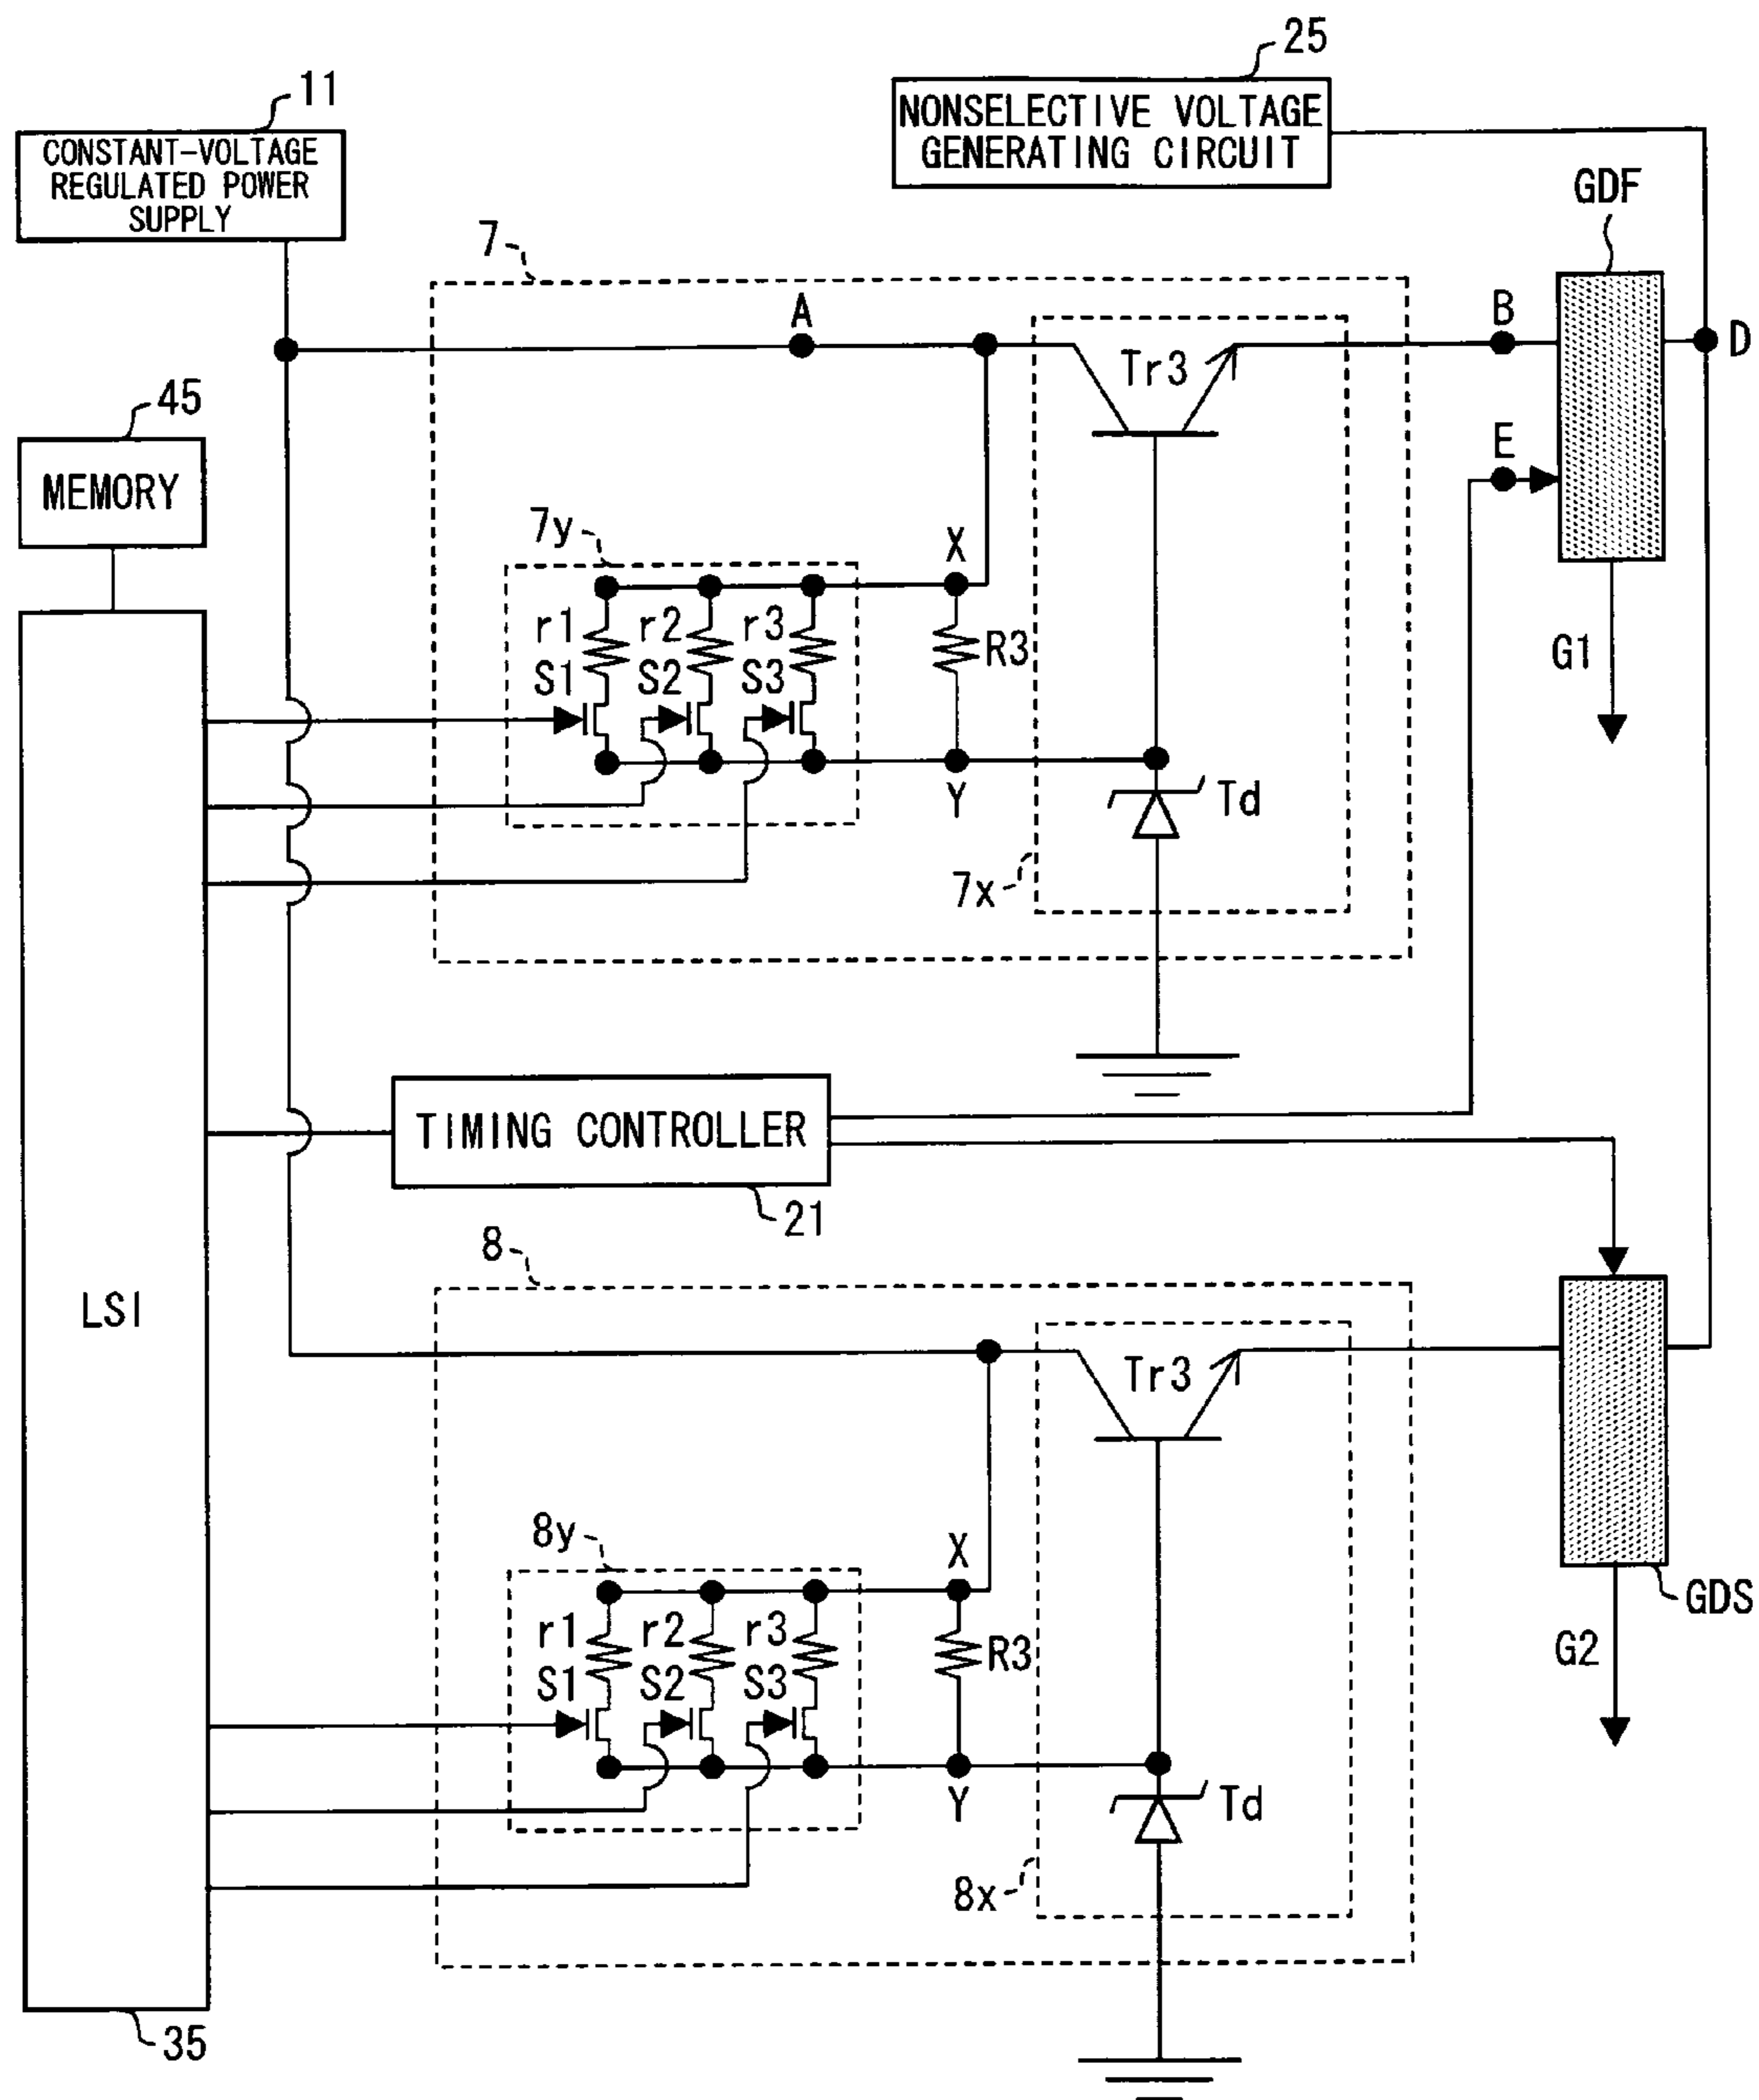 25
11
NONSELECTIVE VOLTAGE
GENERATING CIRCUIT
CONSTANT-VOLTAGE
REGULATED POWER
SUPPLY
GDF
7
A
B
D
Tr3
45
E
MEMORY
7y
X
r1 r2 r3
R3
S1 S2 S3
G1
Y
Td
7x
TIMING CONTROLLER
21
8
LSI
Tr3
8y
X
GDS
r1 r2 r3
R3
G2
S1 S2 S3
Y
Td
8x
35